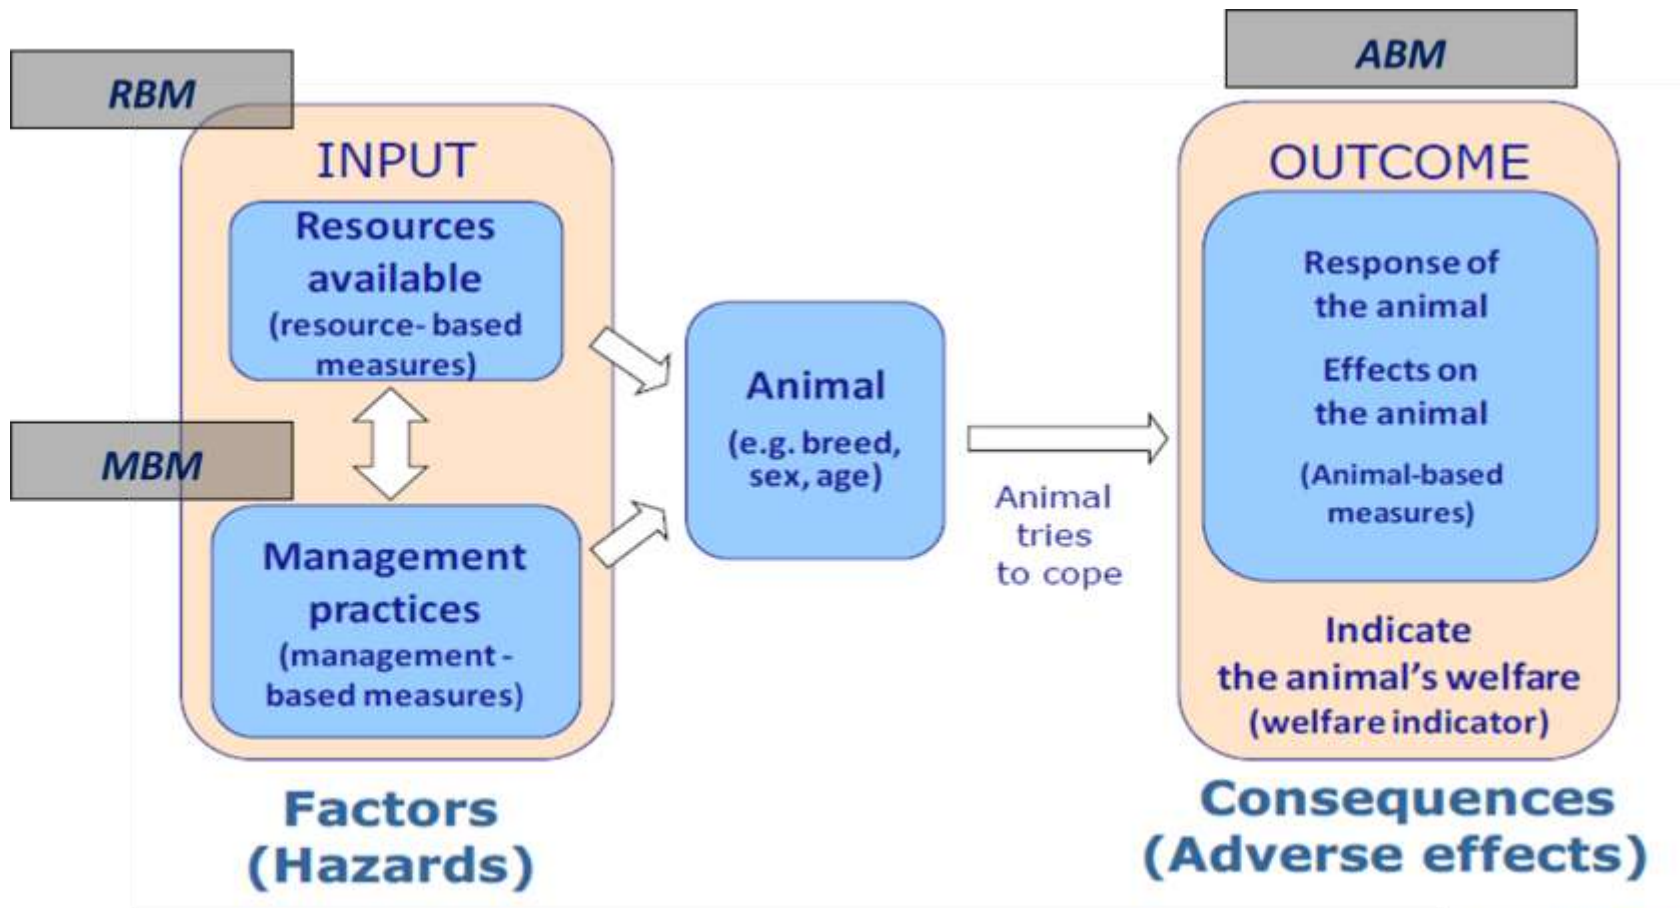 RBM
INPUT
Resources
available
(resource- based
measures)
MBM
Management
practices
(management -
based measures)
Factors
(Hazards)
Animal
(e.g. breed,
sex, age)
Animal
tries
to cope
ABM
OUTCOME
Response of
the animal
Effects on
the animal
(Animal-based
measures)
Indicate
the animal’s welfare
(welfare indicator)
Consequences
(Adverse effects)